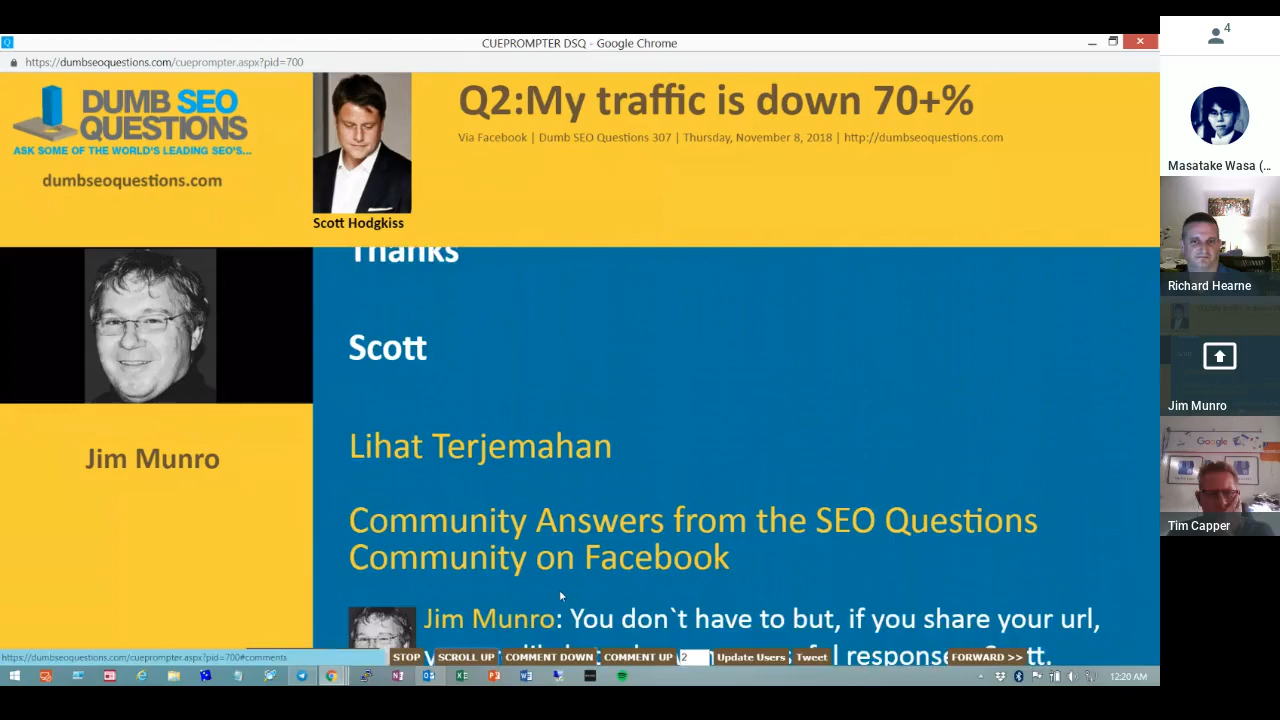 CUEPROMPTER DSQ - Google Chrome
https://dumbseoquestions.com/cueprompter.aspx?pid=700
DUMB SEO
QUESTIONS
ASK SOME OF THE WORLD'S LEADING SEO'S...
dumbseoquestions.com
Scott Hodgkiss
Q2:My traffic is down 70+%
Via Facebook | Dumb SEO Questions 307 | Thursday, November 8, 2018 | http://dumbseoquestions.com
Jim Munro
Thanks
Scott
Lihat Terjemahan
Community Answers from the SEO Questions
Community on Facebook
Jim Munro: You don`t have to but, if you share your url,
response
https://dumbseoquestions.com/cueprompter.aspx?pid=700#comments
STOP
SCROLL UP
COMMENT DOWN
COMMENT UP
2
Update Users
Tweet
FORWARD >>
12:20 AM
4
Masatake Wasa (...
Richard Hearne
Jim Munro
Google
Tim Capper